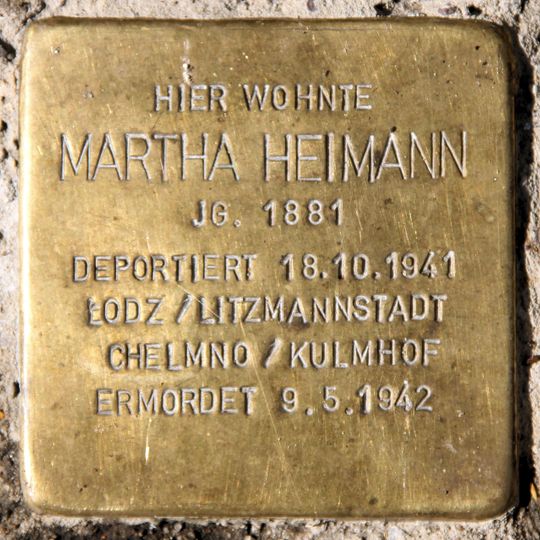 HIER WOHNTE
MARTHA HEIMANN
JG. 1881
DEPORTIERT 18.10.1941
ŁODZ / LITZMANNSTADT
CHELMNO / KULMHOF
ERMORDET 9.5.1942